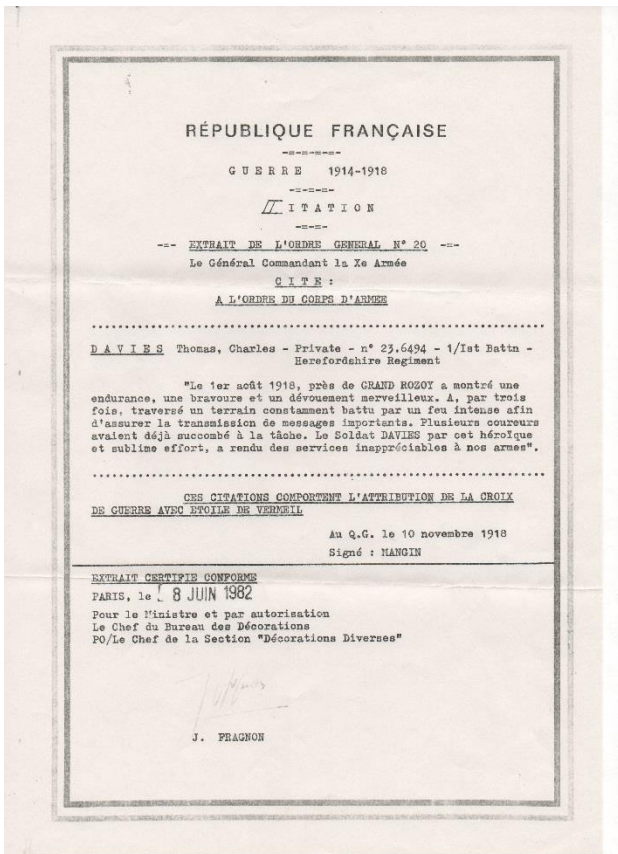 RÉPUBLIQUE FRANÇAISE
-=-=-=-=-
GUERRE 1914-1918
-=-=-=-
CITATION
-=-=-
-=- EXTRAIT DE L'ORDRE GENERAL N° 20 -=-
Le Général Commandant la Xe Armée
CITE :
A L'ORDRE DU CORPS D'ARMEE
DAVIES Thomas, Charles - Private - n° 23.6494 - 1/Ist Battn -
Herefordshire Regiment
"Le 1er août 1918, près de GRAND ROZOY a montré une
endurance, une bravoure et un dévouement merveilleux. A, par trois
fois, traversé un terrain constamment battu par un feu intense afin
d'assurer la transmission de messages importants. Plusieurs coureurs
avaient déjà succombé à la tâche. Le Soldat DAVIES par cet héroïque
et sublime effort, a rendu des services inappréciables à nos armes".
CES CITATIONS COMPORTENT L'ATTRIBUTION DE LA CROIX
DE GUERRE AVEC ETOILE DE VERMEIL
Au Q.G. le 10 novembre 1918
Signé : MANGIN
EXTRAIT CERTIFIE CONFORME
PARIS, le 8 JUIN 1982
Pour le Ministre et par autorisation
Le Chef du Bureau des Décorations
PO/Le Chef de la Section "Décorations Diverses"
J. FRAGNON